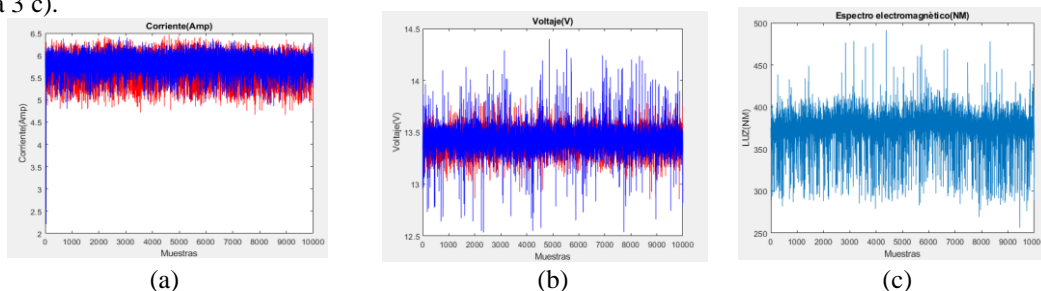 a 3 c).
Corriente(Amp)
Corriente(Amp)
6.5
6
5.5
5
4.5
4
3.5
3
2.5
2
0 1000 2000 3000 4000 5000 6000 7000 8000 9000 10000
Muestras
(a)
Voltaje(V)
Voltaje(V)
14.5
14
13.5
13
12.5
0 1000 2000 3000 4000 5000 6000 7000 8000 9000 10000
Muestras
(b)
Espectro electromagnètico(NM)
LUZ(NM)
500
450
400
350
300
250
0 1000 2000 3000 4000 5000 6000 7000 8000 9000 1000
Muestras
(c)